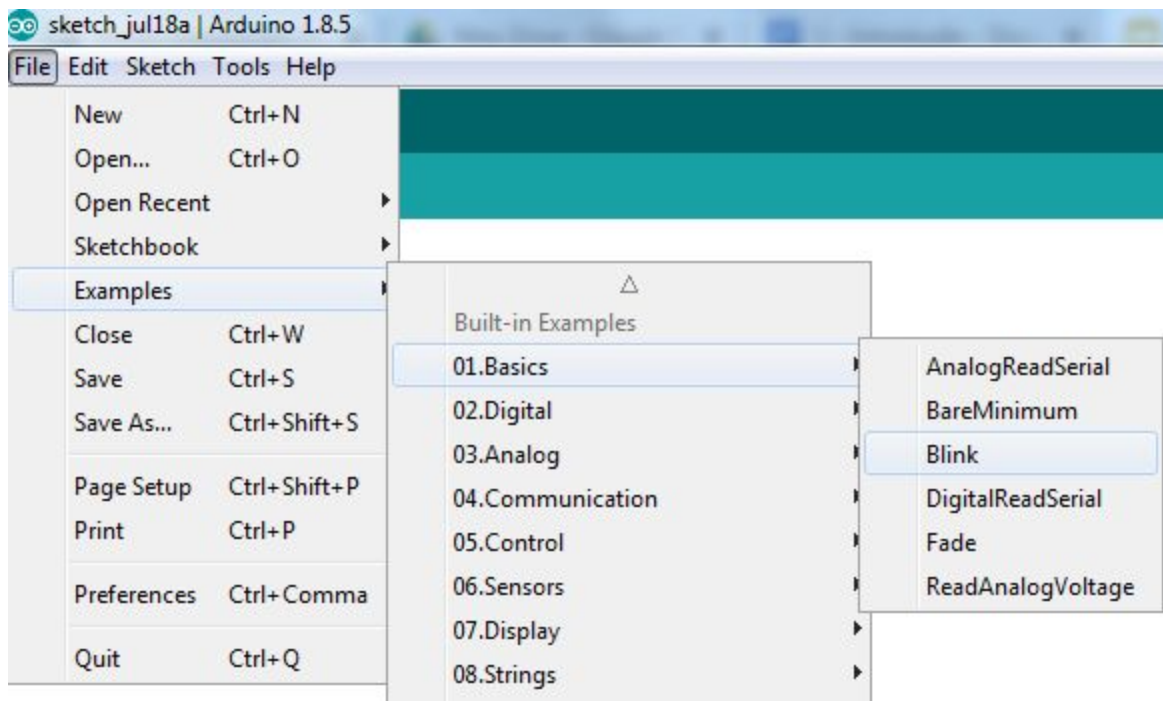 sketch_jul18a | Arduino 1.8.5
File Edit Sketch Tools Help
New Ctrl+N
Open... Ctrl+O
Open Recent
Sketchbook
Examples
Close Ctrl+W
Save Ctrl+S
Save As... Ctrl+Shift+S
Page Setup Ctrl+Shift+P
Print Ctrl+P
Preferences Ctrl+Comma
Quit Ctrl+Q
Built-in Examples
01.Basics
02.Digital
03.Analog
04.Communication
05.Control
06.Sensors
07.Display
08.Strings
AnalogReadSerial
BareMinimum
Blink
DigitalReadSerial
Fade
ReadAnalogVoltage